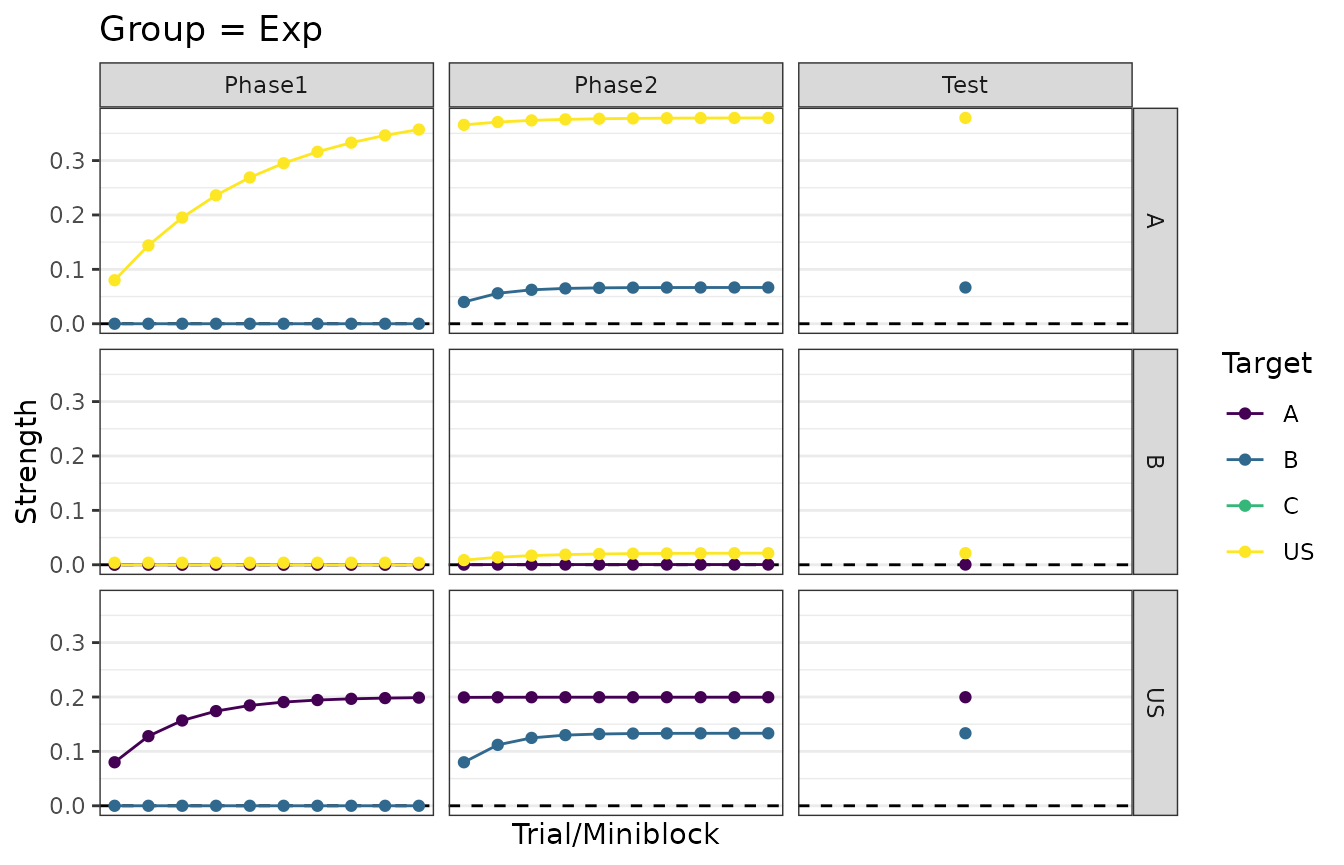 Group = Exp
Phase1 Phase2 Test
0.3
0.2
0.1
0.0
A
0.3
0.2
0.1
0.0
B
0.3
0.2
0.1
0.0
US
Strength
Trial/Miniblock
Target
A
B
C
US